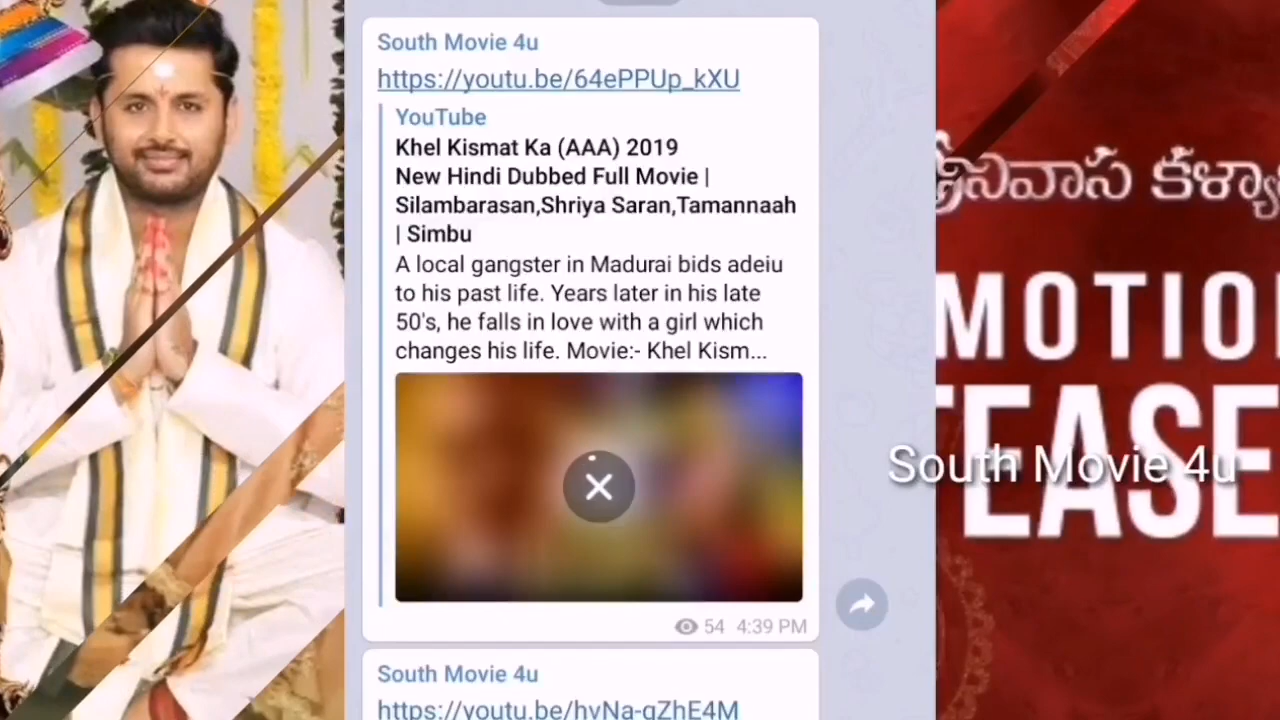 South Movie 4u
https://youtu.be/64ePPUp_kXU
YouTube
Khel Kismat Ka (AAA) 2019
New Hindi Dubbed Full Movie |
Silambarasan,Shriya Saran,Tamannaah
| Simbu
A local gangster in Madurai bids adeiu
to his past life. Years later in his late
50's, he falls in love with a girl which
changes his life. Movie:- Khel Kism...
54 4:39 PM
South Movie 4u
https://youtu.be/hvNa-gZhE4M
శ్రీనివాస కళ్యా
MOTIO
TEASE
South Movie 4u